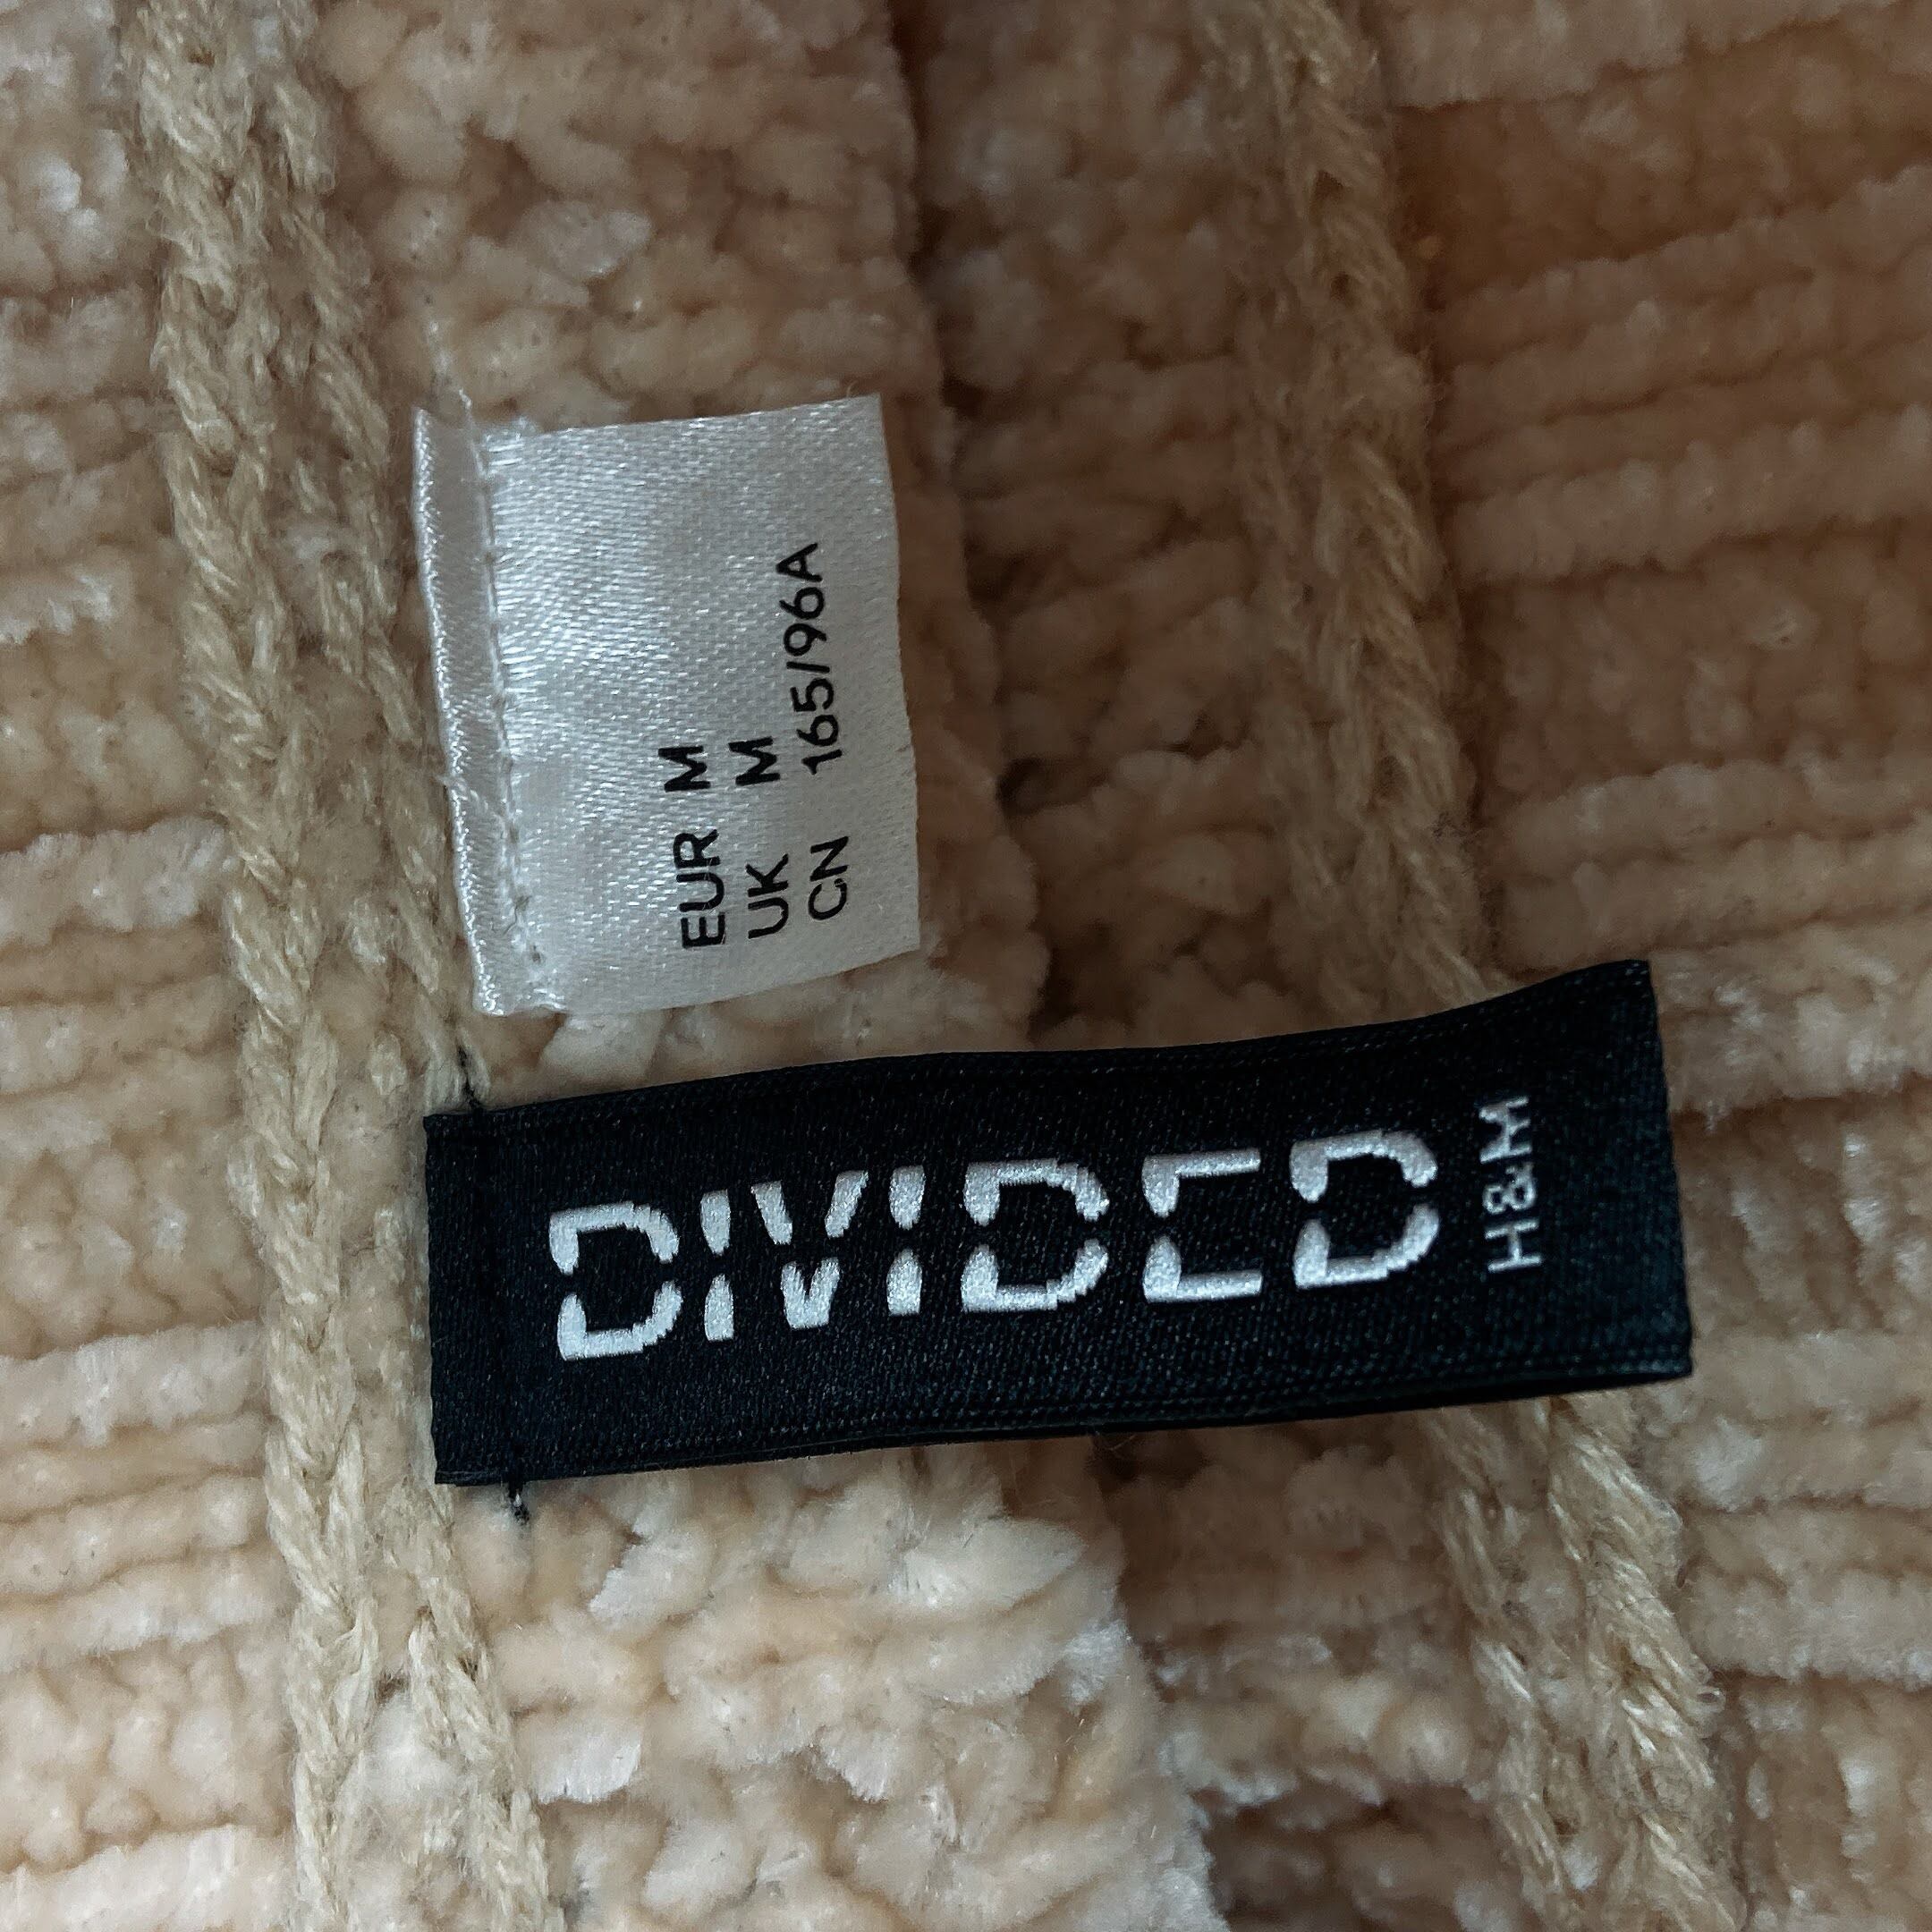 EUR M
UK M
CN 165/96A
DIVIDED
H&M